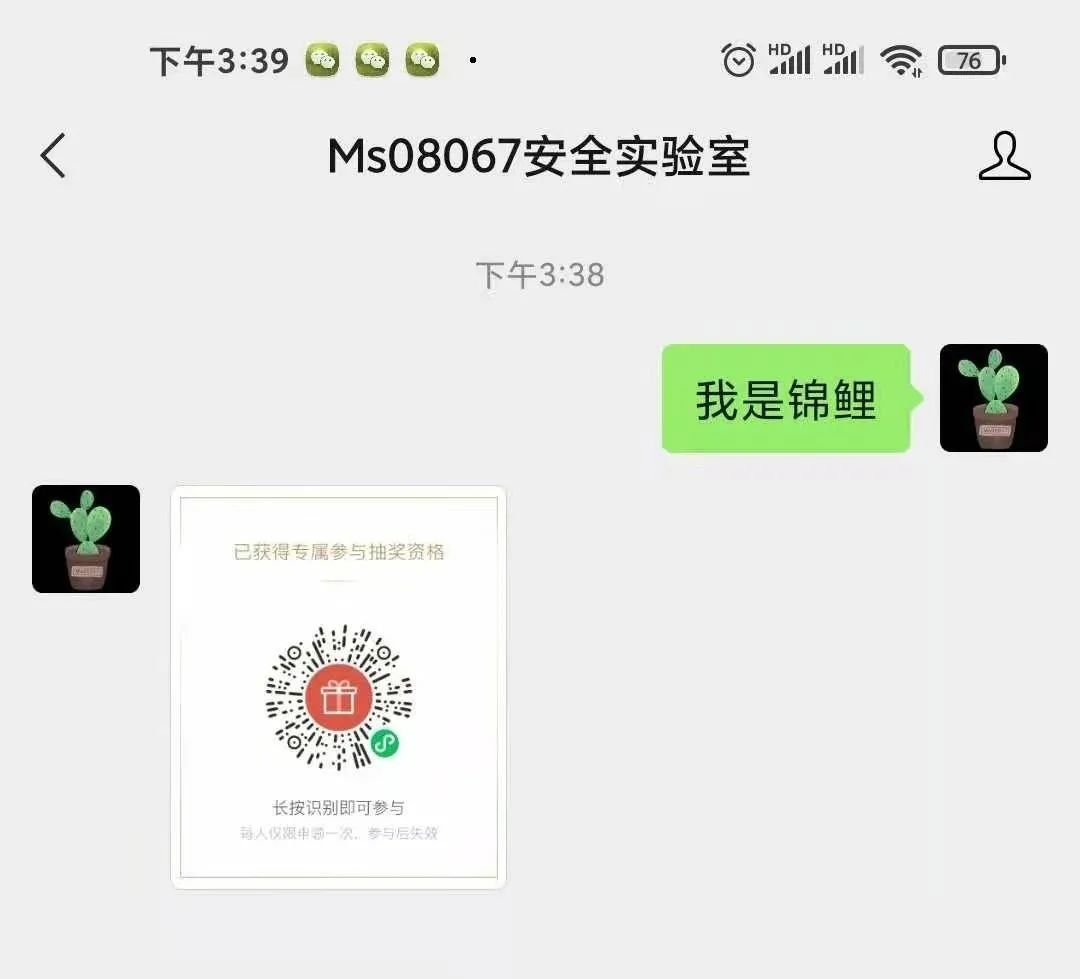 下午3:39
HD HD 76
Ms08067安全实验室
下午3:38
我是锦鲤
已获得专属参与抽奖资格
长按识别即可参与
每人仅限申领一次，参与后失效